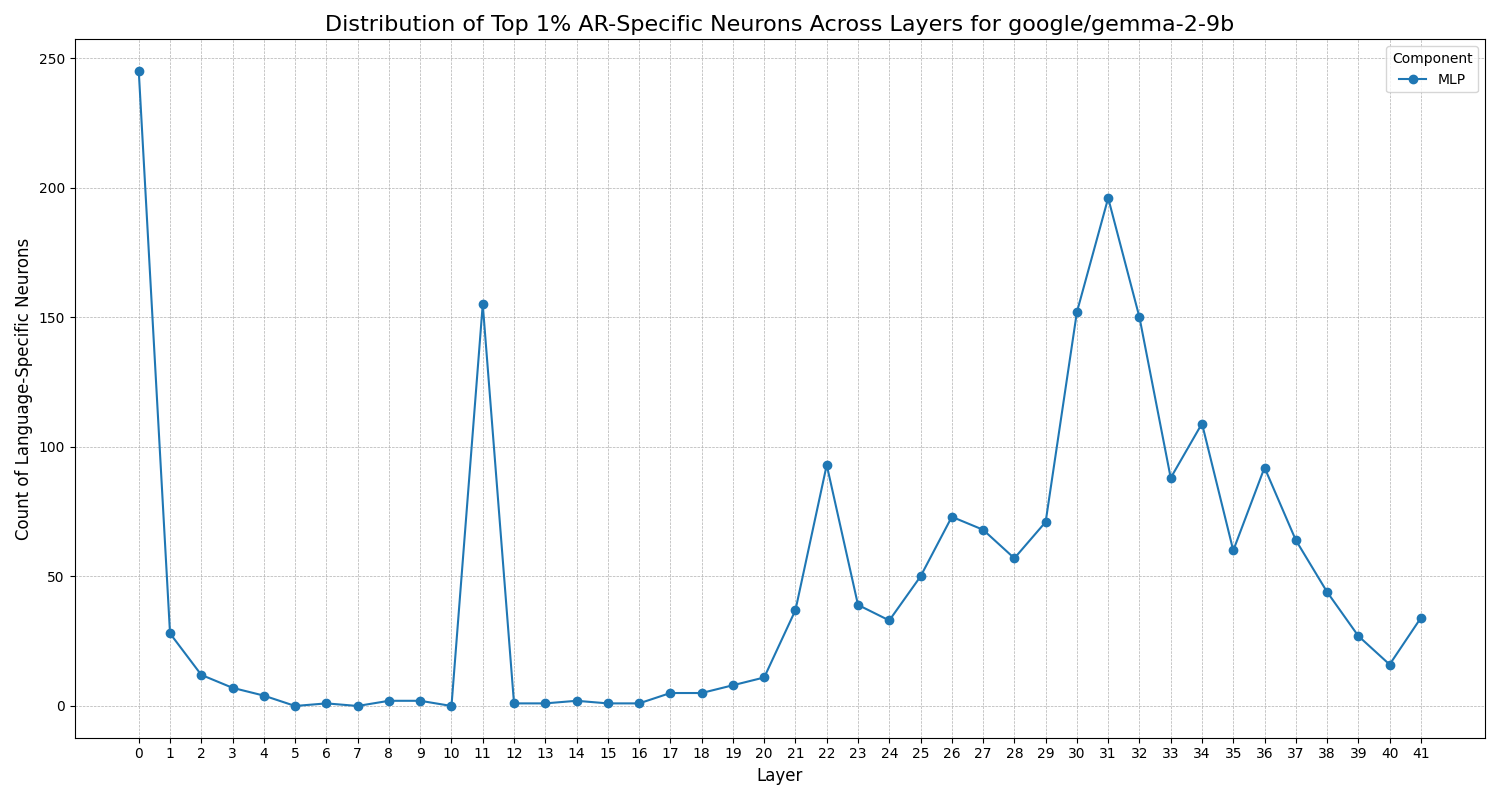 Distribution of Top 1% AR-Specific Neurons Across Layers for google/gemma-2-9b
Component
MLP
Count of Language-Specific Neurons
250
200
150
100
50
0
0 1 2 3 4 5 6 7 8 9 10 11 12 13 14 15 16 17 18 19 20 21 22 23 24 25 26 27 28 29 30 31 32 33 34 35 36 37 38 39 40 41
Layer